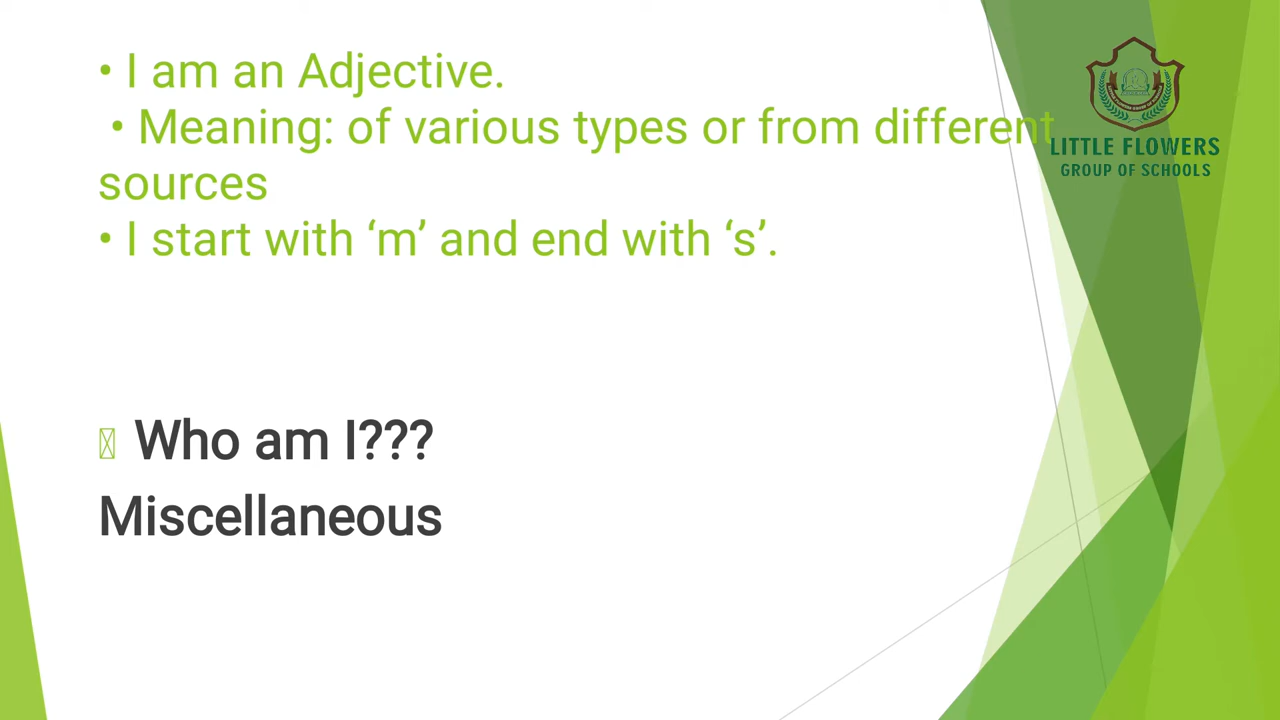 • I am an Adjective.
• Meaning: of various types or from different
sources
• I start with ‘m’ and end with ‘s’.
LITTLE FLOWERS
GROUP OF SCHOOLS
Who am I???
Miscellaneous